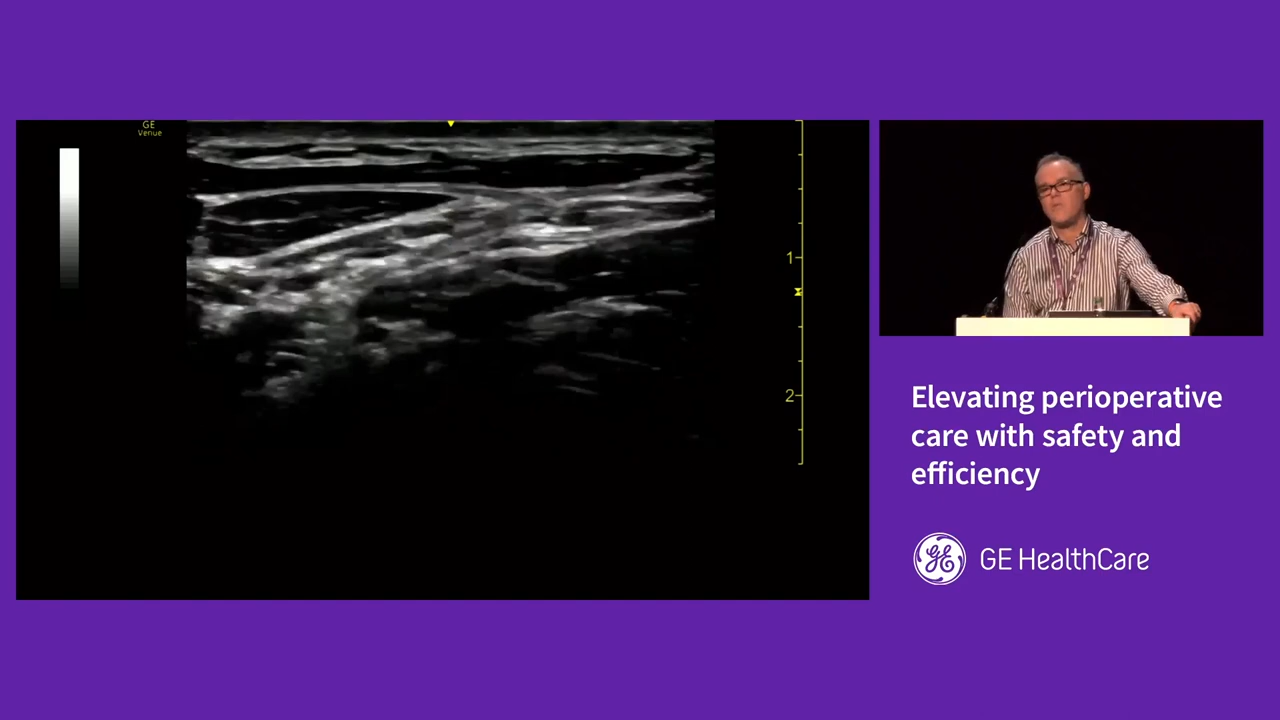 GE
Venue
1
2
Elevating perioperative
care with safety and
efficiency
GE HealthCare